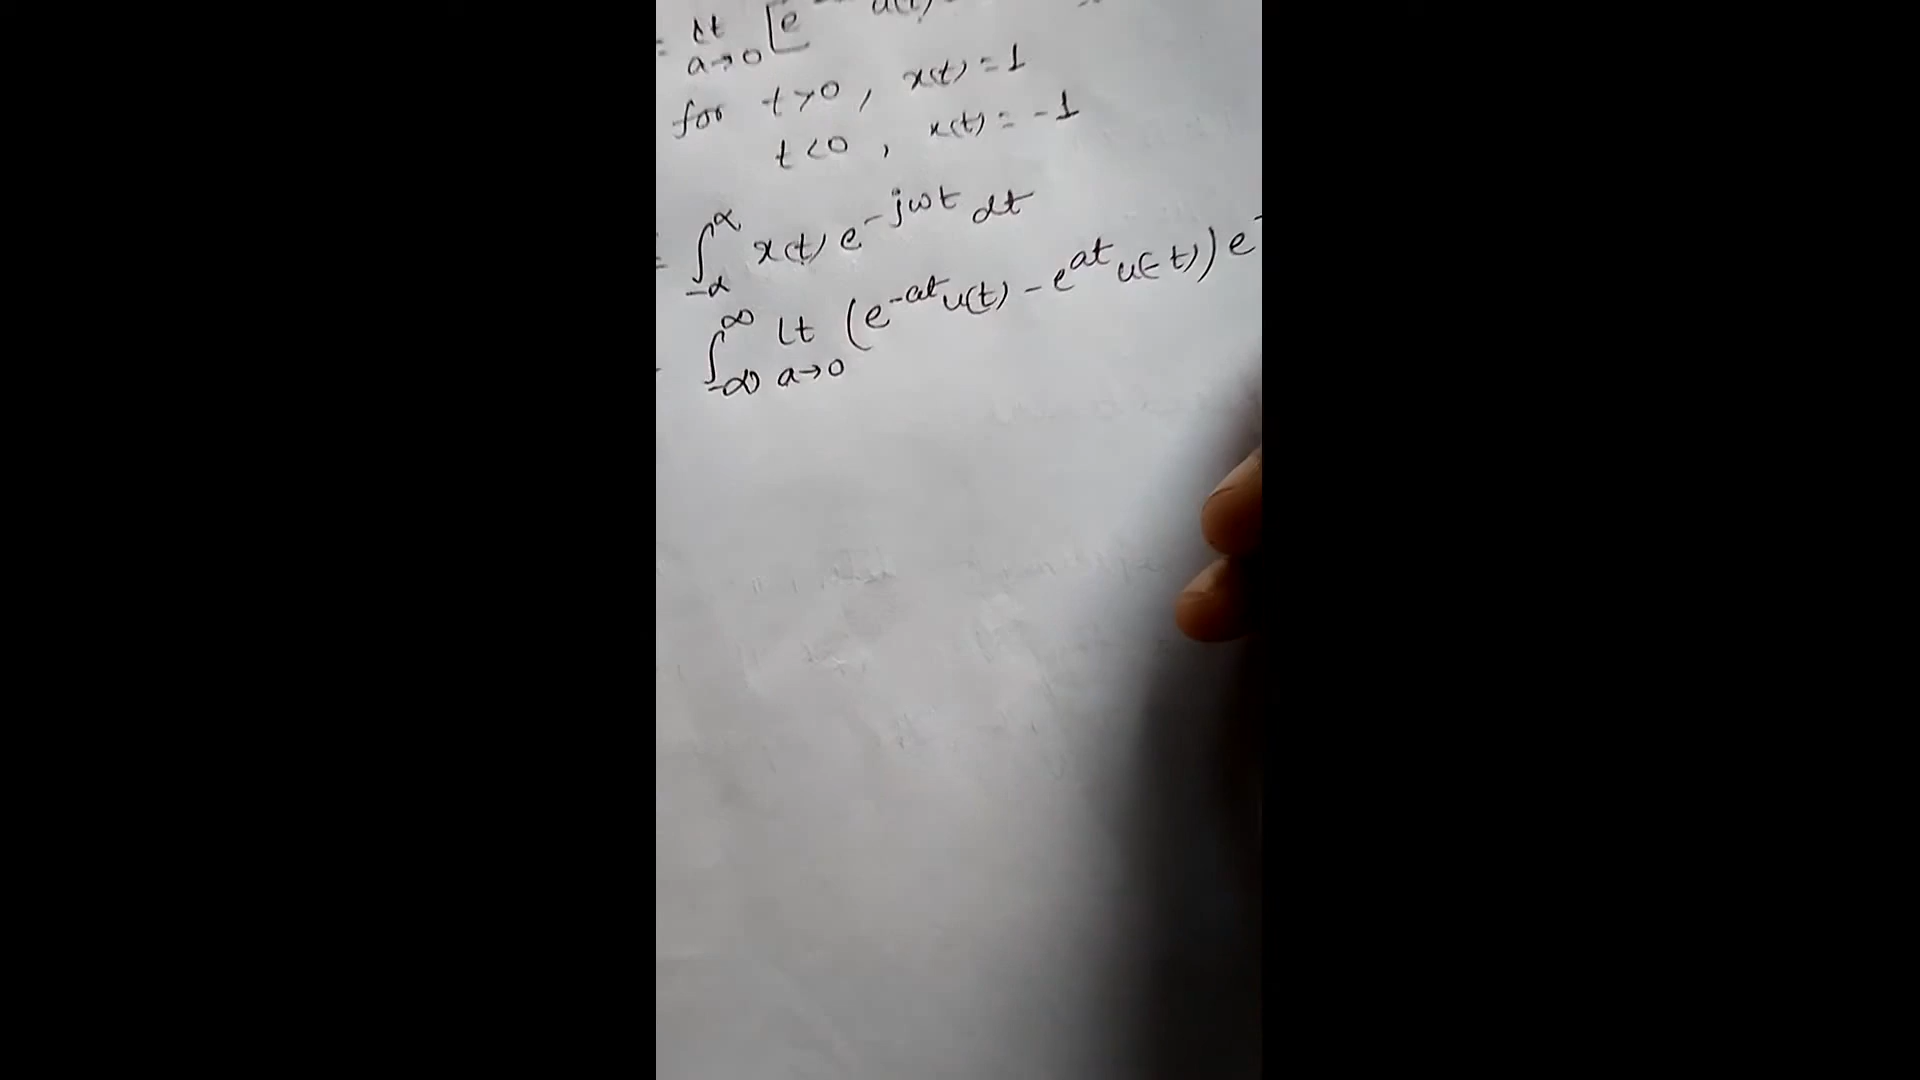 = Lt [e u(t)
a→0
for t>0, x(t)=1
t<0, x(t)=-1
= ∫_{-α}^{α} x(t) e^{-jωt} dt
∫_{-∞}^{∞} Lt (e^{-at}u(t) - e^{at}u(-t)) e^-
a→0